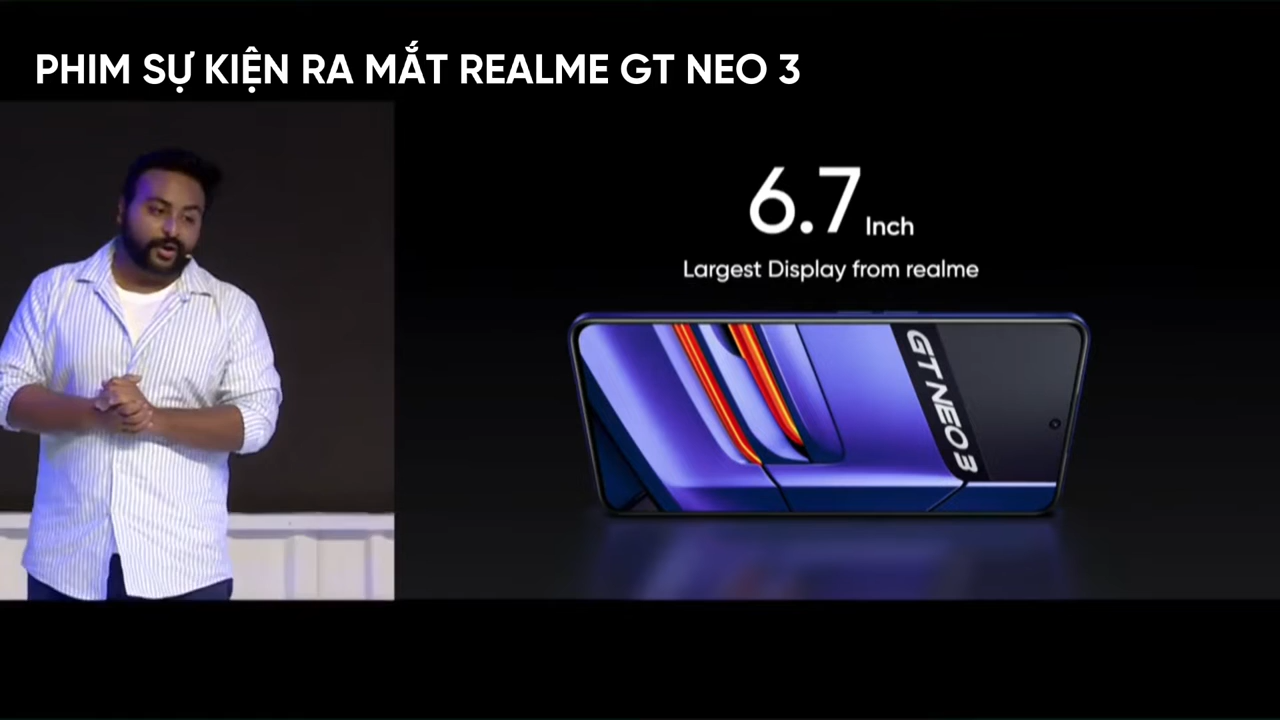 PHIM SỰ KIỆN RA MẮT REALME GT NEO 3
6.7 Inch
Largest Display from realme
GT NEO 3